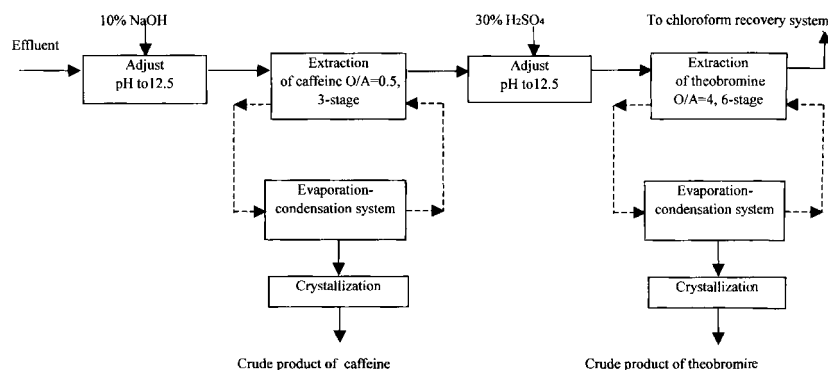 10% NaOH
30% H₂SO₄
To chloroform recovery system
Effluent
Adjust
pH to12.5
Extraction
of caffeine O/A=0.5,
3-stage
Adjust
pH to12.5
Extraction
of theobromine
O/A=4, 6-stage
Evaporation-
condensation system
Evaporation-
condensation system
Crystallization
Crystallization
Crude product of caffeine
Crude product of theobromire